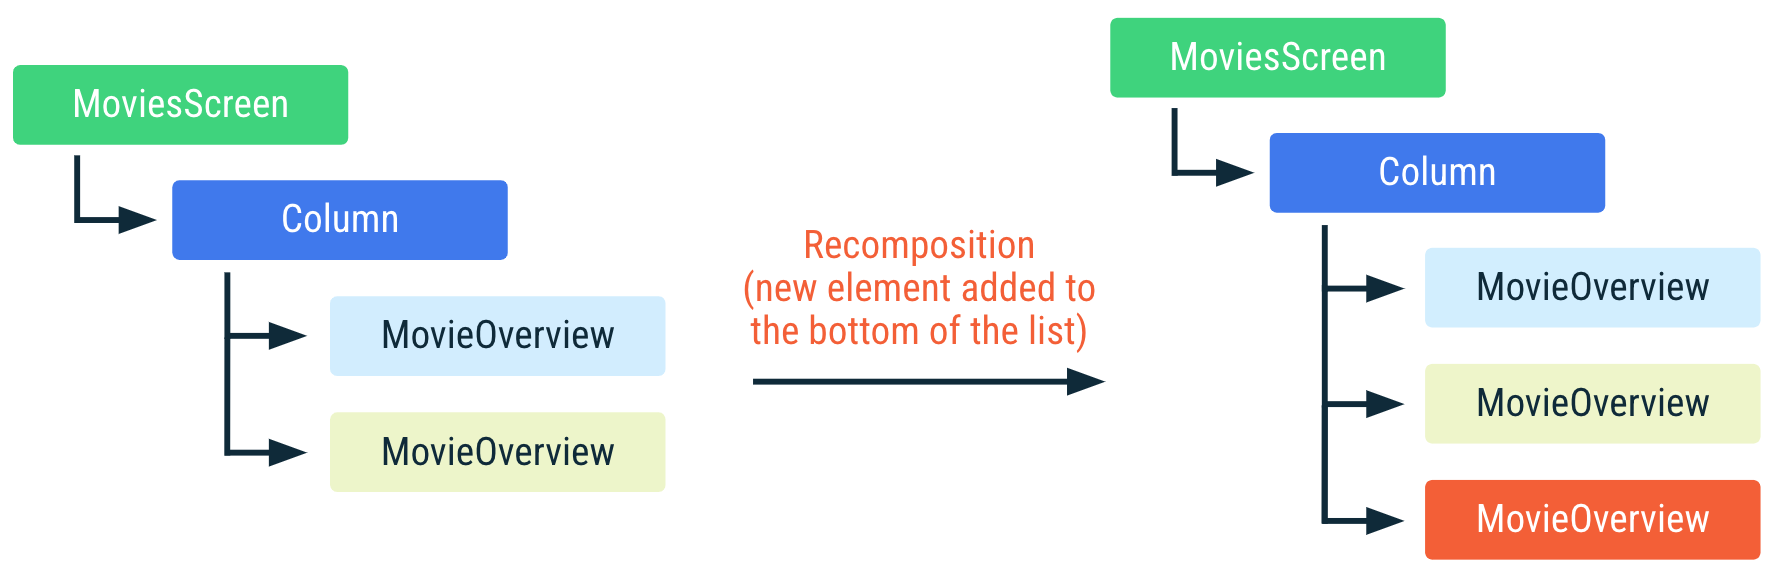 MoviesScreen
Column
MovieOverview
MovieOverview
Recomposition
(new element added to
the bottom of the list)
MoviesScreen
Column
MovieOverview
MovieOverview
MovieOverview